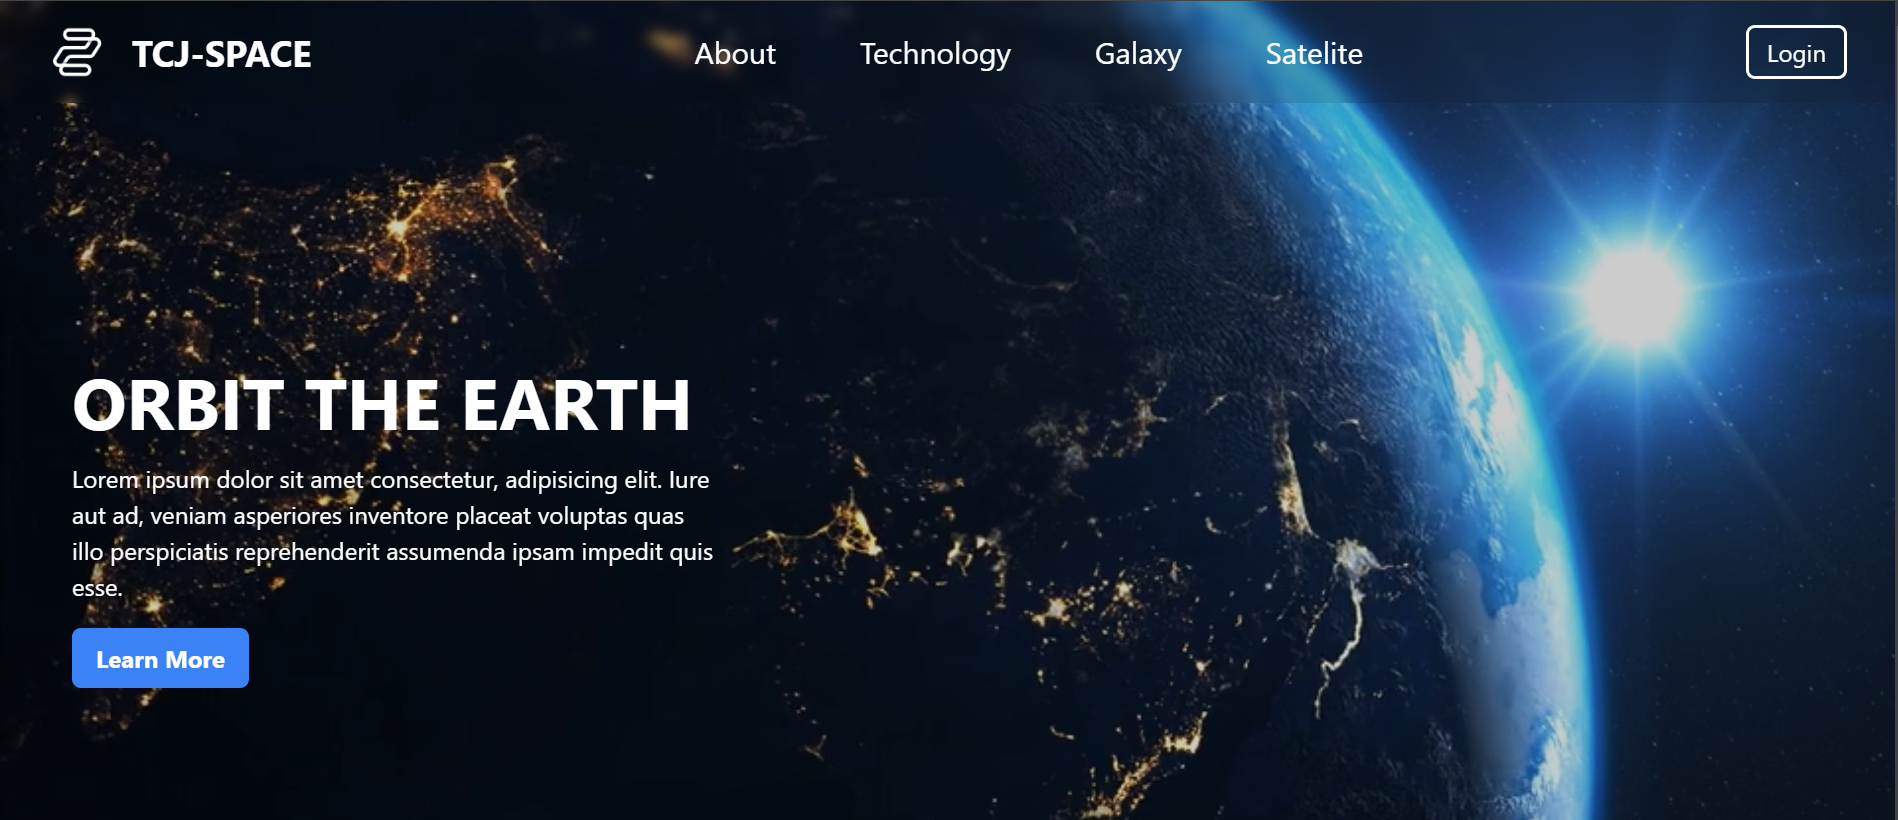 TCJ-SPACE
About Technology Galaxy Satelite
Login
ORBIT THE EARTH
Lorem ipsum dolor sit amet consectetur, adipisicing elit. Iure
aut ad, veniam asperiores inventore placeat voluptas quas
illo perspiciatis reprehenderit assumenda ipsam impedit quis
esse.
Learn More